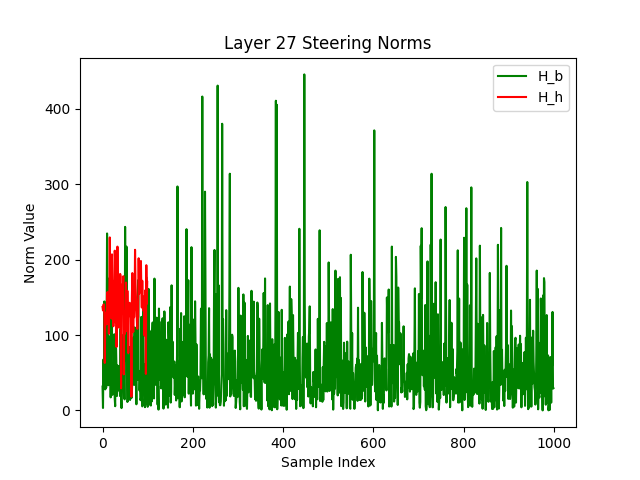 Layer 27 Steering Norms
H_b
H_h
Norm Value
400
300
200
100
0
0 200 400 600 800 1000
Sample Index